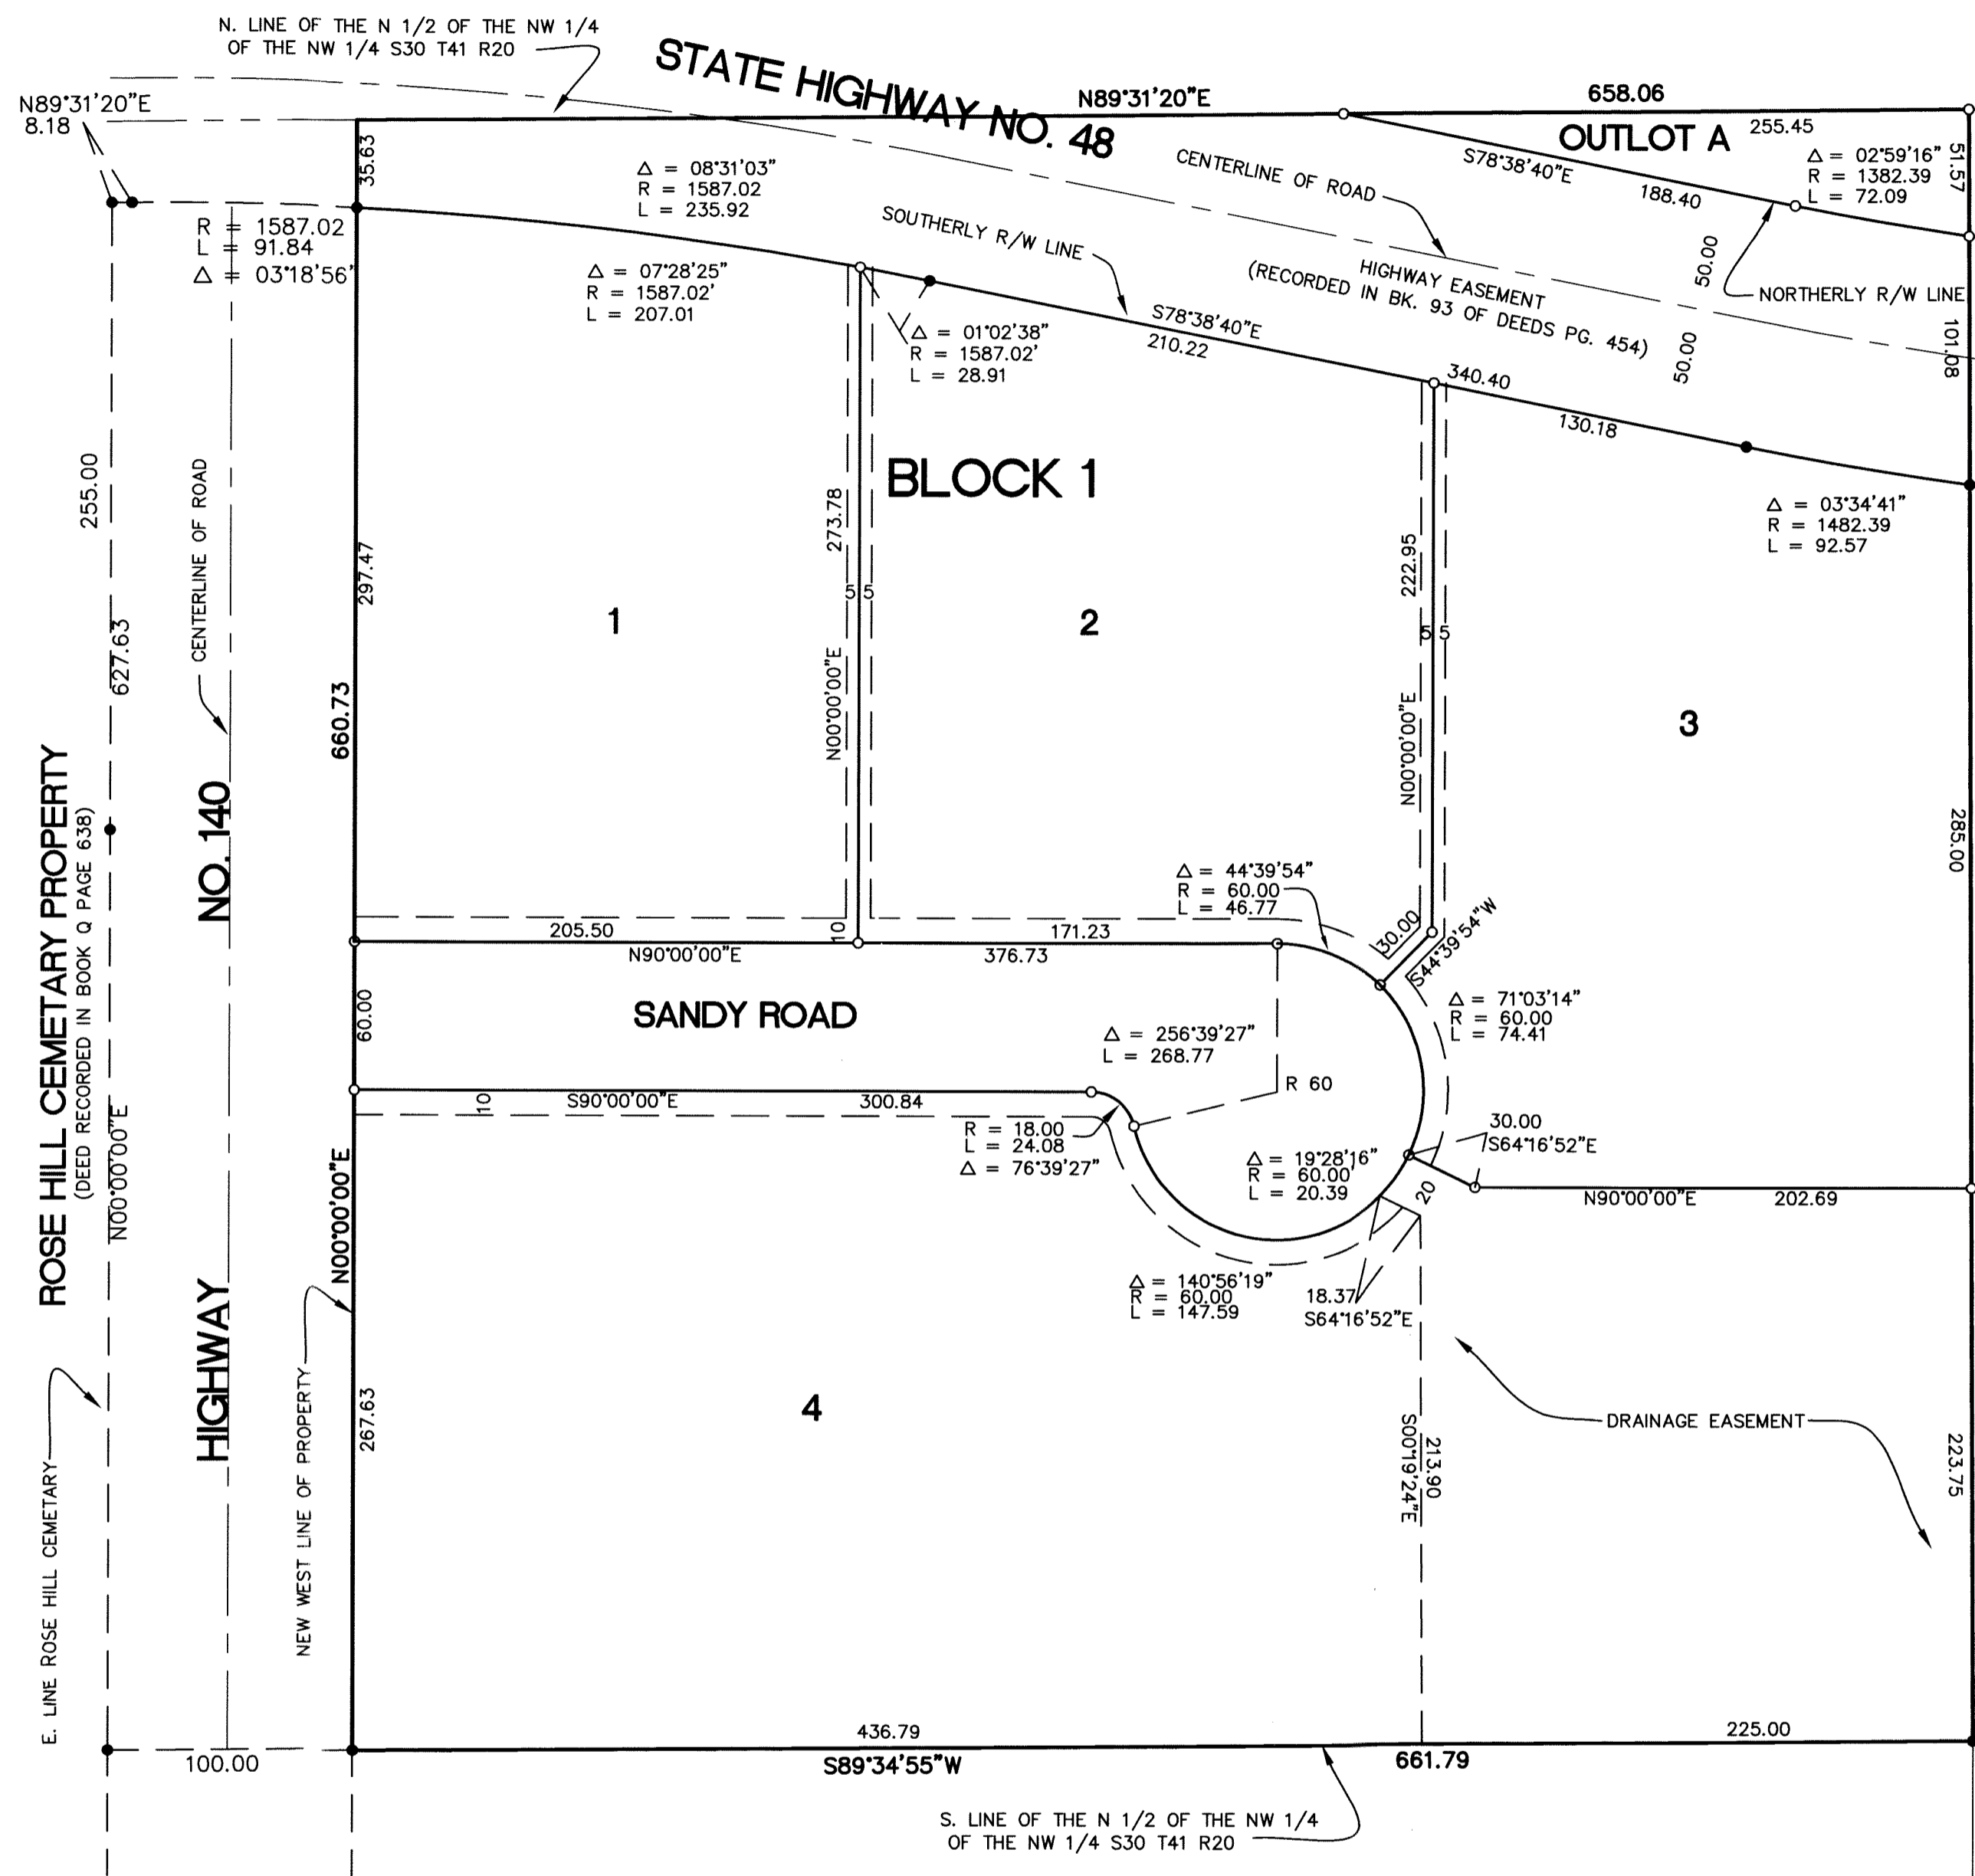 N. LINE OF THE N 1/2 OF THE NW 1/4
OF THE NW 1/4 S30 T41 R20
STATE HIGHWAY NO. 48
N89°31'20"E
658.06
N89°31'20"E
8.18
OUTLOT A
255.45
51.57
35.63
Δ = 08°31'03"
R = 1587.02
L = 235.92
CENTERLINE OF ROAD
S78°38'40"E
188.40
Δ = 02°59'16"
R = 1382.39
L = 72.09
R = 1587.02
L = 91.84
Δ = 03°18'56"
SOUTHERLY R/W LINE
50.00
NORTHERLY R/W LINE
HIGHWAY EASEMENT
(RECORDED IN BK. 93 OF DEEDS PG. 454)
Δ = 07°28'25"
R = 1587.02'
L = 207.01
Δ = 01°02'38"
R = 1587.02'
L = 28.91
S78°38'40"E
210.22
50.00
101.08
340.40
130.18
255.00
CENTERLINE OF ROAD
BLOCK 1
273.78
222.95
Δ = 03°34'41"
R = 1482.39
L = 92.57
297.47
5 5
5 5
1
2
3
627.63
660.73
N00°00'00"E
N00°00'00"E
285.00
ROSE HILL CEMETARY PROPERTY
(DEED RECORDED IN BOOK Q PAGE 638)
N00°00'00"E
HIGHWAY NO. 140
Δ = 44°39'54"
R = 60.00
L = 46.77
30.00
S44°39'54"W
205.50
10
171.23
N90°00'00"E
376.73
60.00
SANDY ROAD
Δ = 71°03'14"
R = 60.00
L = 74.41
Δ = 256°39'27"
L = 268.77
R 60
10
S90°00'00"E
300.84
R = 18.00
L = 24.08
Δ = 76°39'27"
30.00
S64°16'52"E
Δ = 19°28'16"
R = 60.00'
L = 20.39
20
N90°00'00"E
202.69
N00°00'00"E
Δ = 140°56'19"
R = 60.00
L = 147.59
18.37
S64°16'52"E
NEW WEST LINE OF PROPERTY
267.63
4
DRAINAGE EASEMENT
213.90
S00°19'24"E
223.75
E. LINE ROSE HILL CEMETARY
100.00
436.79
225.00
S89°34'55"W
661.79
S. LINE OF THE N 1/2 OF THE NW 1/4
OF THE NW 1/4 S30 T41 R20